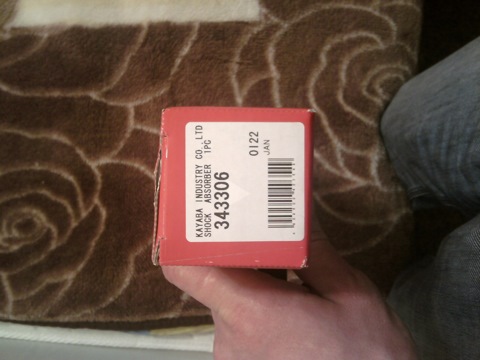 KAYABA INDUSTRY CO.,LTD
SHOCK ABSORBER 1PC
343306
0122
JAN